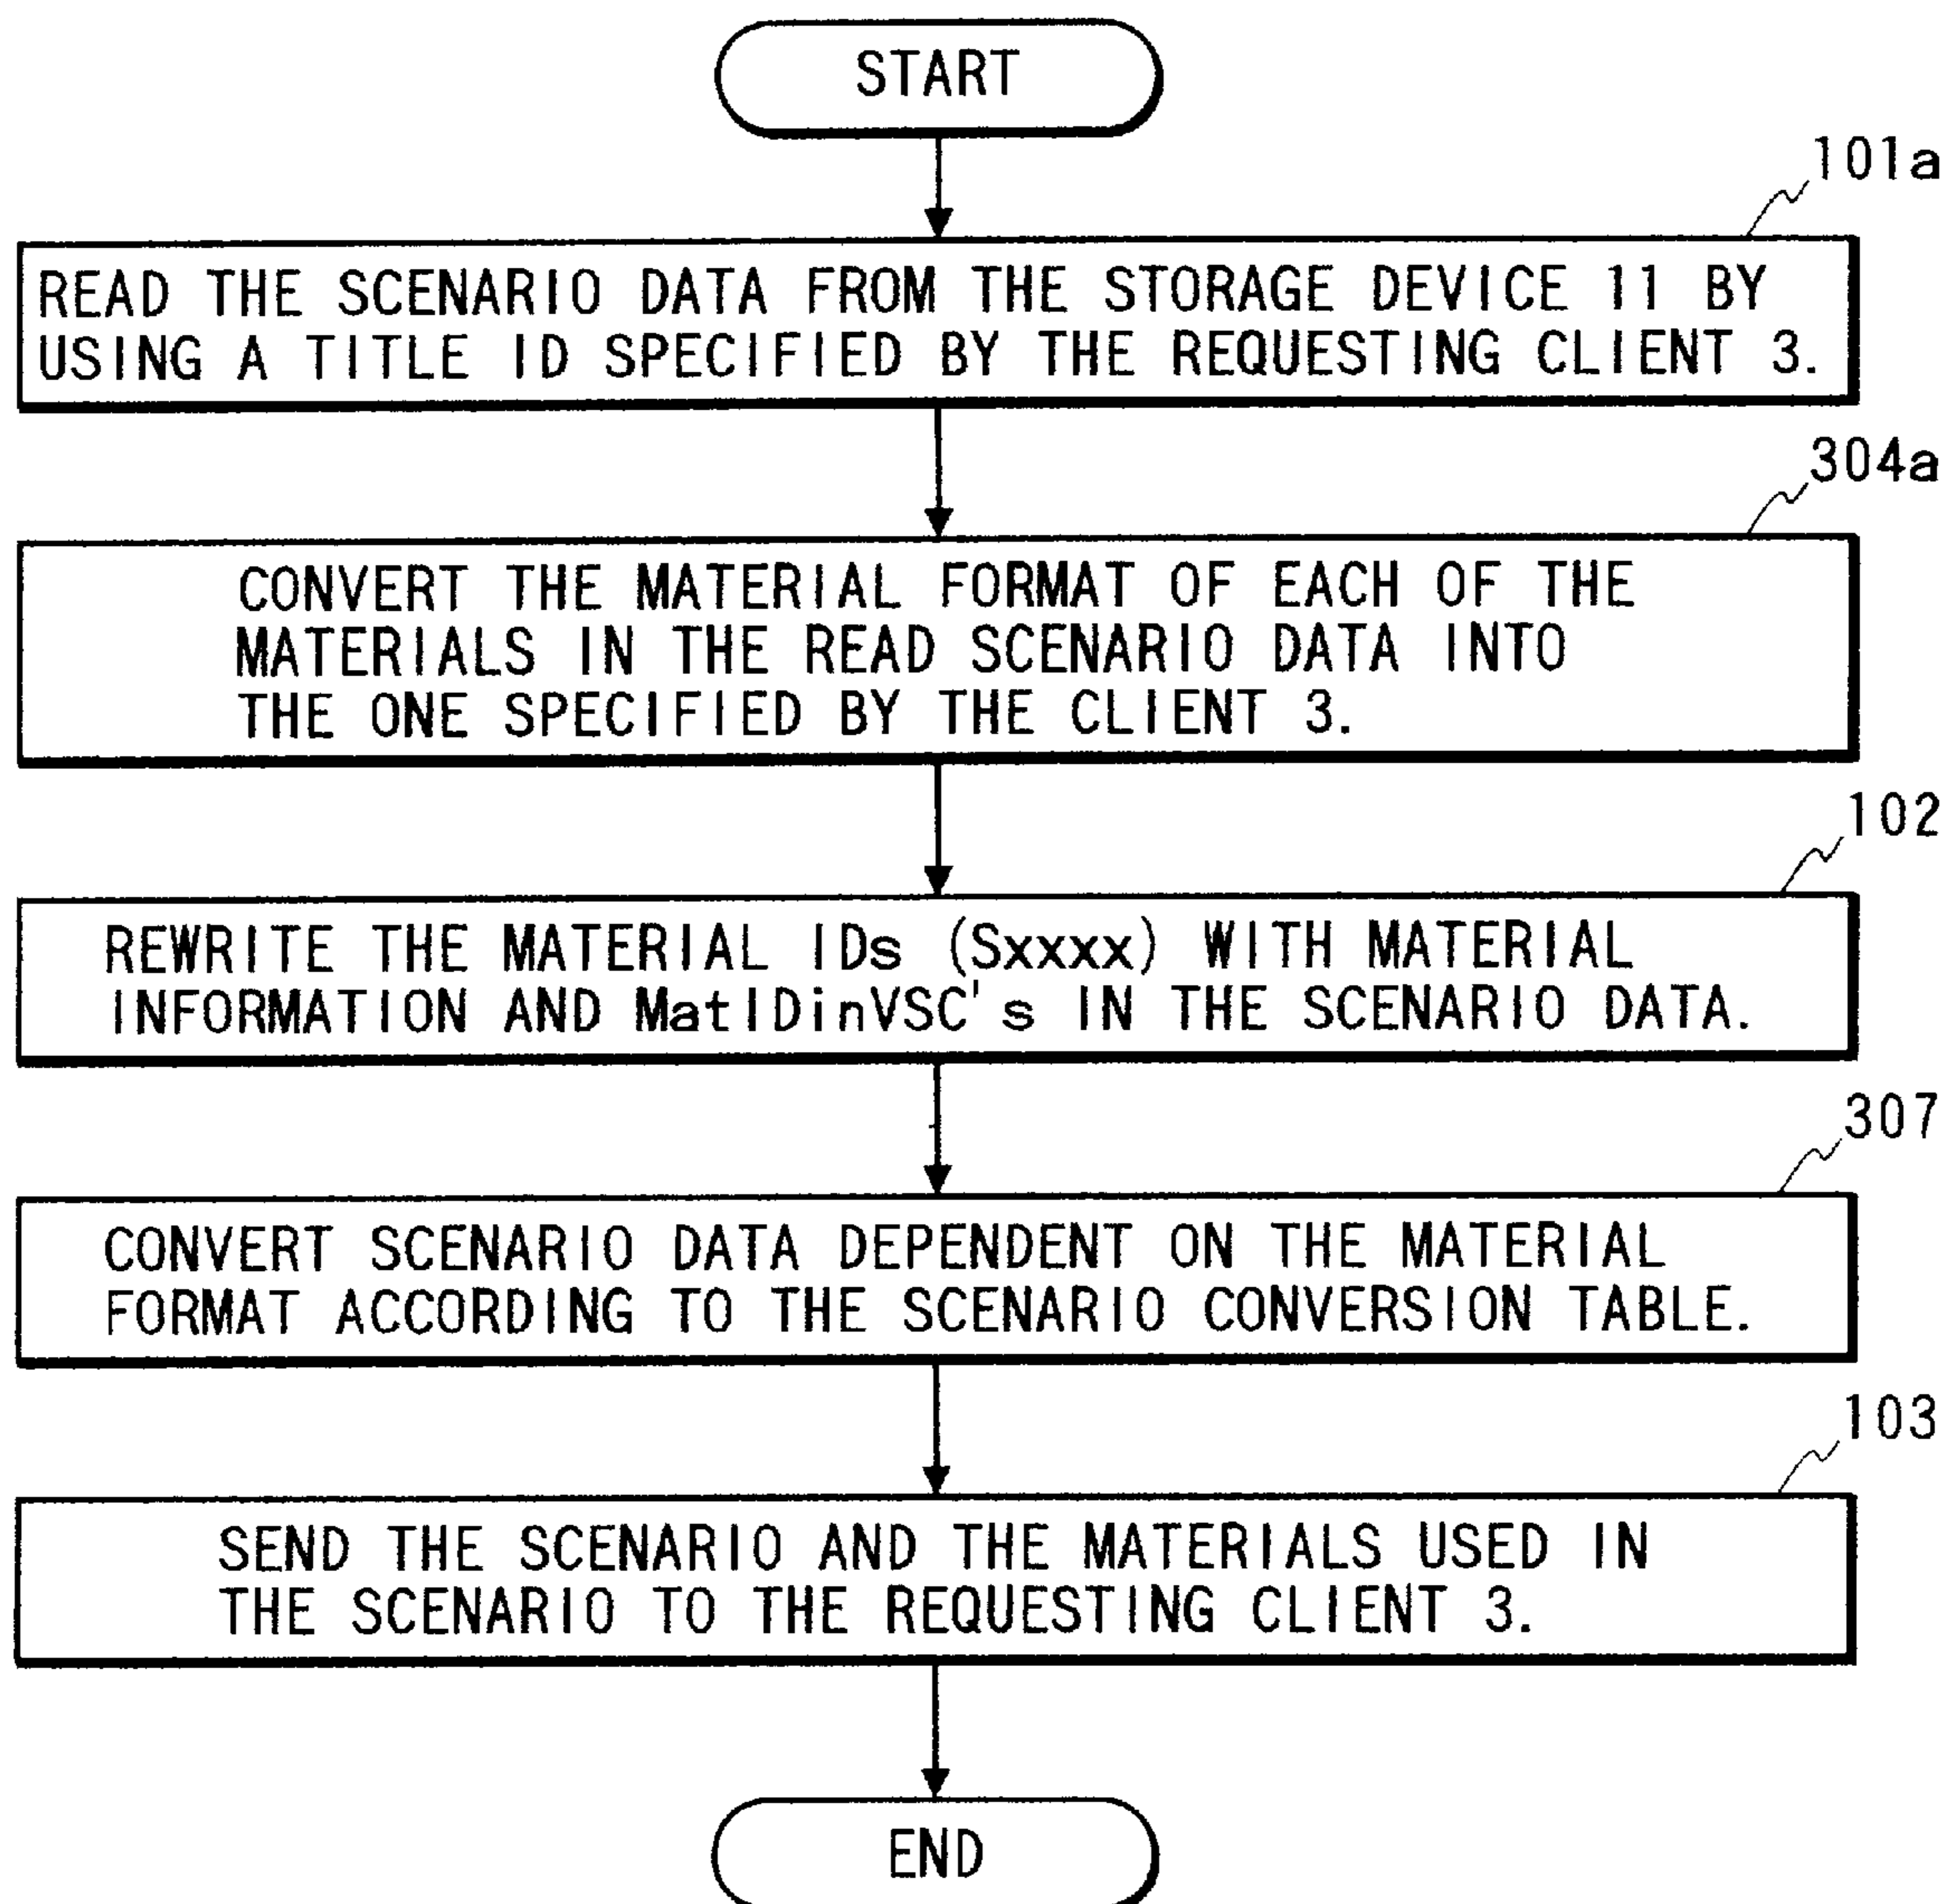 START
101a
READ THE SCENARIO DATA FROM THE STORAGE DEVICE 11 BY
USING A TITLE ID SPECIFIED BY THE REQUESTING CLIENT 3.
304a
CONVERT THE MATERIAL FORMAT OF EACH OF THE
MATERIALS IN THE READ SCENARIO DATA INTO
THE ONE SPECIFIED BY THE CLIENT 3.
102
REWRITE THE MATERIAL IDs (Sxxxx) WITH MATERIAL
INFORMATION AND MatIDinVSC's IN THE SCENARIO DATA.
307
CONVERT SCENARIO DATA DEPENDENT ON THE MATERIAL
FORMAT ACCORDING TO THE SCENARIO CONVERSION TABLE.
103
SEND THE SCENARIO AND THE MATERIALS USED IN
THE SCENARIO TO THE REQUESTING CLIENT 3.
END